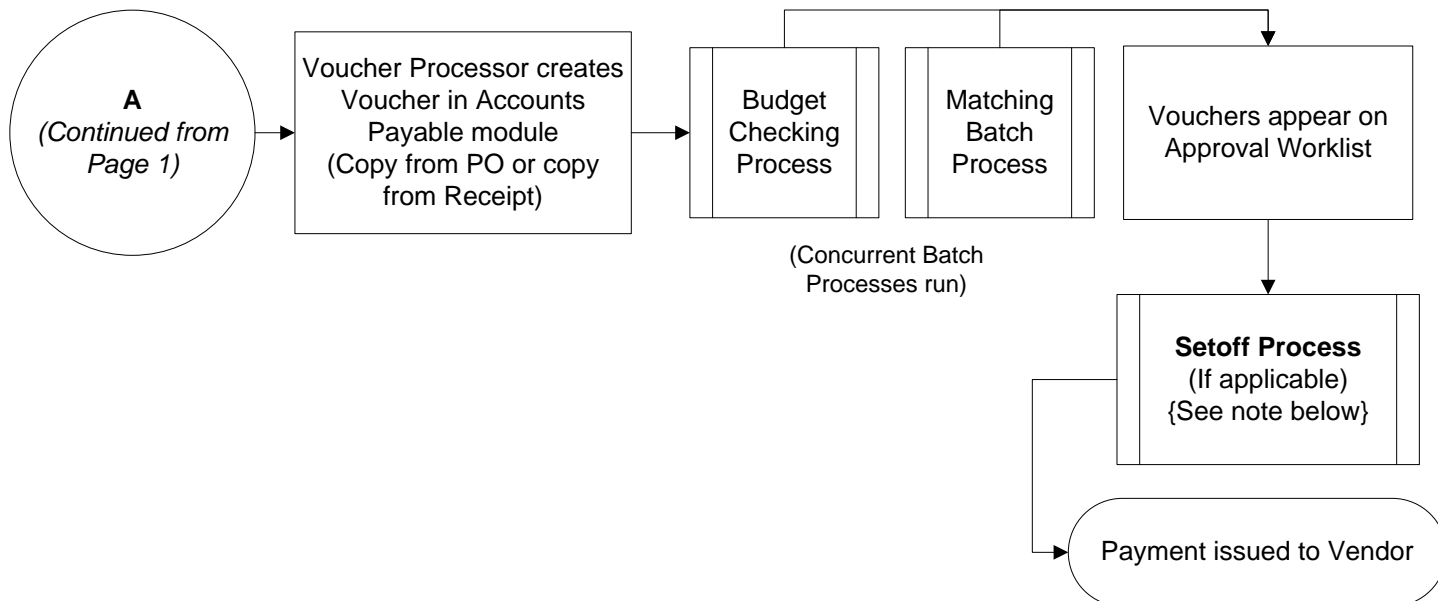 A
(Continued from
Page 1)
Voucher Processor creates
Voucher in Accounts
Payable module
(Copy from PO or copy
from Receipt)
Budget
Checking
Process
Matching
Batch
Process
(Concurrent Batch
Processes run)
Vouchers appear on
Approval Worklist
Setoff Process
(If applicable)
{See note below}
Payment issued to Vendor